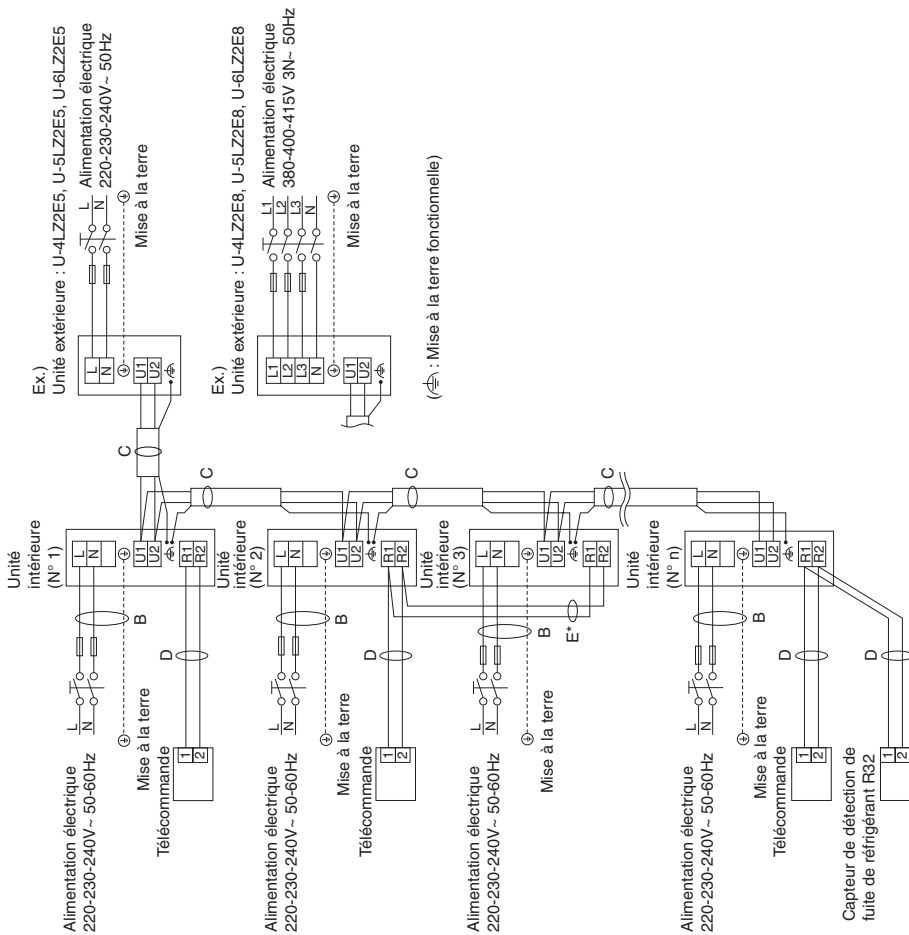 Ex.)
Unité extérieure : U-4LZ2E5, U-5LZ2E5, U-6LZ2E5
L
N
Alimentation électrique
220-230-240V ~ 50Hz
Mise à la terre
L
N
U1
U2
C
Ex.)
Unité extérieure : U-4LZ2E8, U-5LZ2E8, U-6LZ2E8
L1
L2
L3
N
Alimentation électrique
380-400-415V 3N~ 50Hz
Mise à la terre
L1
L2
L3
N
U1
U2
( : Mise à la terre fonctionnelle)
Unité
intérieure
(N° 1)
L
N
U1
U2
R1
R2
B
D
C
L
N
Alimentation électrique
220-230-240V ~ 50-60Hz
Mise à la terre
Télécommande
1
2
Unité
intérieure
(N° 2)
L
N
U1
U2
R1
R2
B
D
C
L
N
Alimentation électrique
220-230-240V ~ 50-60Hz
Mise à la terre
Télécommande
1
2
Unité
intérieure
(N° 3)
L
N
U1
U2
R1
R2
B
E*
C
L
N
Alimentation électrique
220-230-240V ~ 50-60Hz
Mise à la terre
Unité
intérieure
(N° n)
L
N
U1
U2
R1
R2
B
D
L
N
Alimentation électrique
220-230-240V ~ 50-60Hz
Mise à la terre
Télécommande
1
2
D
Capteur de détection de
fuite de réfrigérant R32
1
2